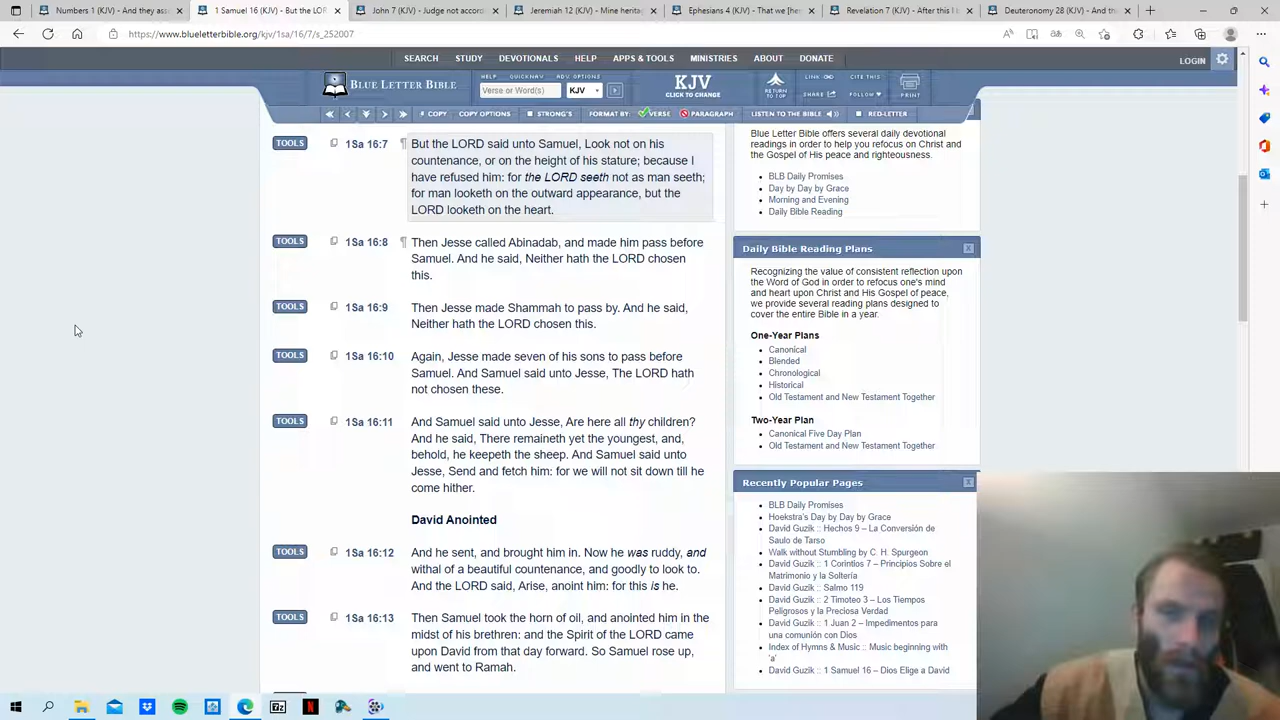 Numbers 1 (KJV) - And they assu
1 Samuel 16 (KJV) - But the LOR
John 7 (KJV) - Judge not accord
Jeremiah 12 (KJV) - Mine heritag
Ephesians 4 (KJV) - That we [he
Revelation 7 (KJV) - After this I b
Deuteronomy 28 (KJV) - And the
https://www.blueletterbible.org/kjv/1sa/16/7/s_252007
SEARCH STUDY DEVOTIONALS HELP APPS & TOOLS MINISTRIES ABOUT DONATE
LOGIN
BLUE LETTER BIBLE
HELP QUICKNAV ADV OPTIONS
Verse or Word(s) KJV
KJV
CLICK TO CHANGE
RETURN TO TOP
LINK CITE THIS
SHARE FOLLOW PRINT
COPY COPY OPTIONS STRONG'S FORMAT BY: VERSE PARAGRAPH LISTEN TO THE BIBLE RED-LETTER
TOOLS 1Sa 16:7 ¶ But the LORD said unto Samuel, Look not on his
countenance, or on the height of his stature; because I
have refused him: for the LORD seeth not as man seeth;
for man looketh on the outward appearance, but the
LORD looketh on the heart.
TOOLS 1Sa 16:8 ¶ Then Jesse called Abinadab, and made him pass before
Samuel. And he said, Neither hath the LORD chosen
this.
TOOLS 1Sa 16:9 Then Jesse made Shammah to pass by. And he said,
Neither hath the LORD chosen this.
TOOLS 1Sa 16:10 Again, Jesse made seven of his sons to pass before
Samuel. And Samuel said unto Jesse, The LORD hath
not chosen these.
TOOLS 1Sa 16:11 And Samuel said unto Jesse, Are here all thy children?
And he said, There remaineth yet the youngest, and,
behold, he keepeth the sheep. And Samuel said unto
Jesse, Send and fetch him: for we will not sit down till he
come hither.
David Anointed
TOOLS 1Sa 16:12 And he sent, and brought him in. Now he was ruddy, and
withal of a beautiful countenance, and goodly to look to.
And the LORD said, Arise, anoint him: for this is he.
TOOLS 1Sa 16:13 Then Samuel took the horn of oil, and anointed him in the
midst of his brethren: and the Spirit of the LORD came
upon David from that day forward. So Samuel rose up,
and went to Ramah.
Blue Letter Bible offers several daily devotional
readings in order to help you refocus on Christ and
the Gospel of His peace and righteousness.
BLB Daily Promises
Day by Day by Grace
Morning and Evening
Daily Bible Reading
Daily Bible Reading Plans
Recognizing the value of consistent reflection upon
the Word of God in order to refocus one's mind
and heart upon Christ and His Gospel of peace,
we provide several reading plans designed to
cover the entire Bible in a year.
One-Year Plans
Canonical
Blended
Chronological
Historical
Old Testament and New Testament Together
Two-Year Plan
Canonical Five Day Plan
Old Testament and New Testament Together
Recently Popular Pages
BLB Daily Promises
Hoekstra's Day by Day by Grace
David Guzik :: Hechos 9 – La Conversión de
Saulo de Tarso
Walk without Stumbling by C. H. Spurgeon
David Guzik :: 1 Corintios 7 – Principios Sobre el
Matrimonio y la Soltería
David Guzik :: Salmo 119
David Guzik :: 2 Timoteo 3 – Los Tiempos
Peligrosos y la Preciosa Verdad
David Guzik :: 1 Juan 2 – Impedimentos para
una comunión con Dios
Index of Hymns & Music :: Music beginning with
'a'
David Guzik :: 1 Samuel 16 – Dios Elige a David